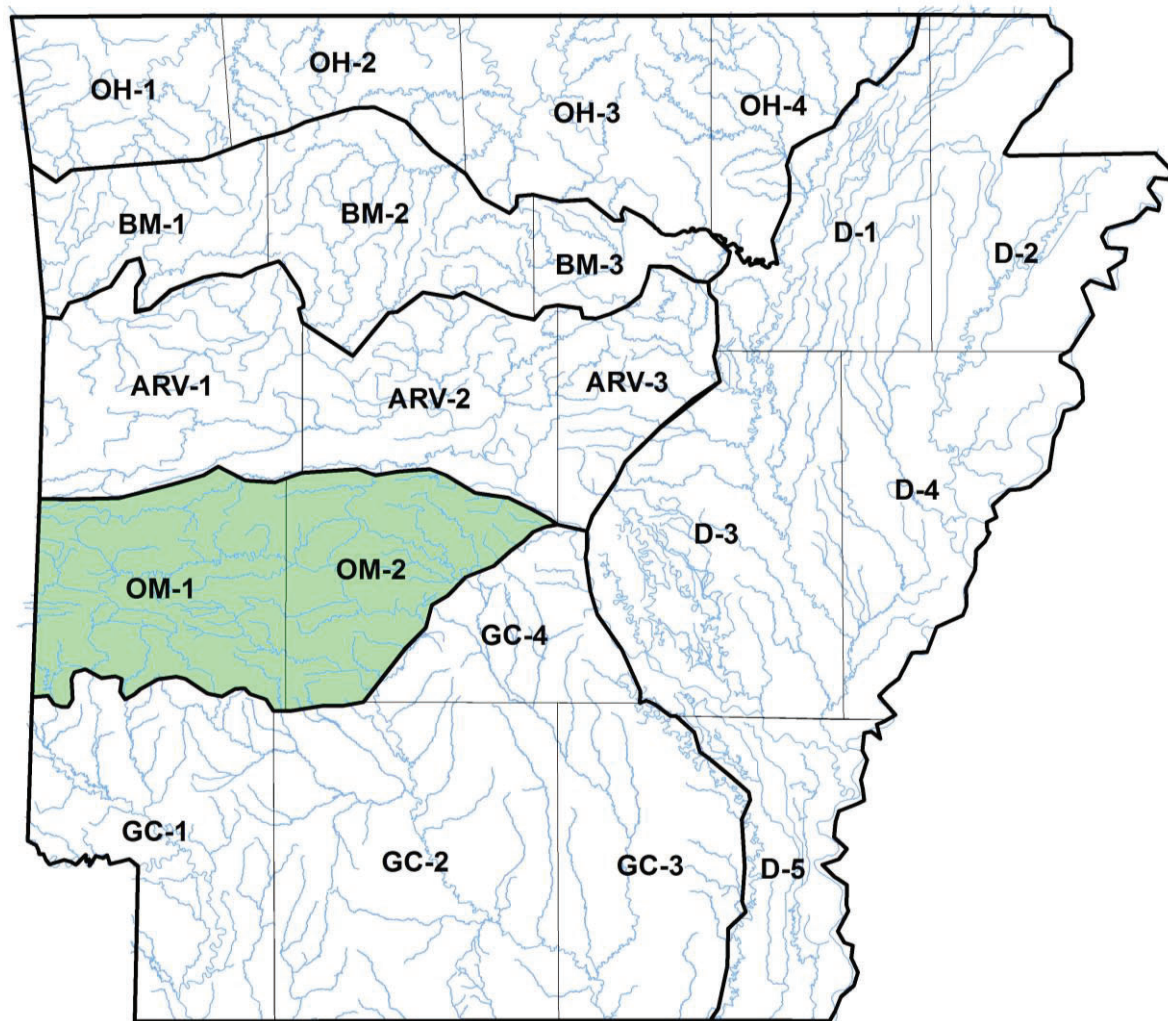 OH-1
OH-2
OH-3
OH-4
BM-1
BM-2
BM-3
D-1
D-2
ARV-1
ARV-2
ARV-3
D-3
D-4
OM-1
OM-2
GC-4
GC-1
GC-2
GC-3
D-5